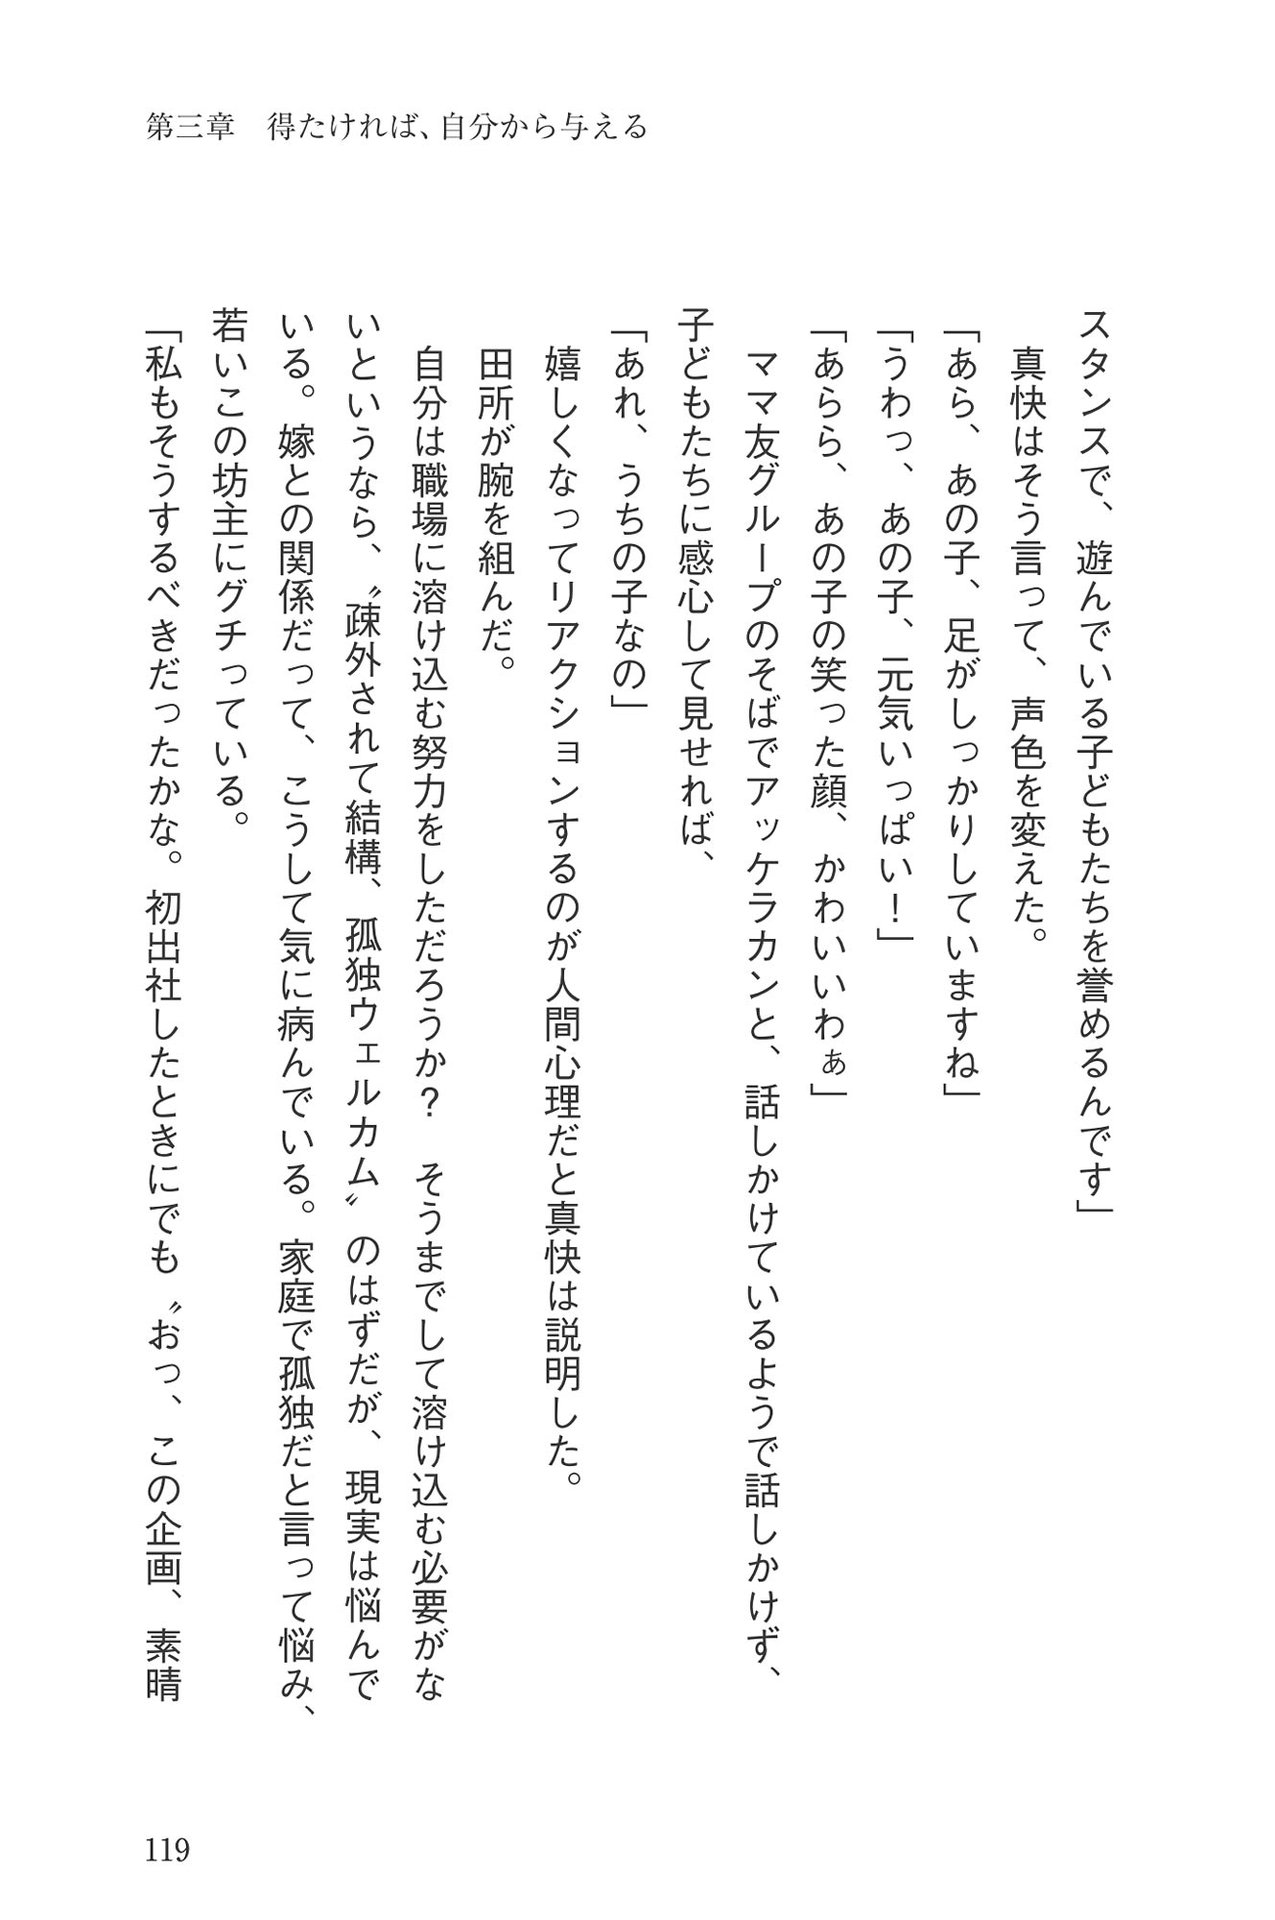 第三章　得たければ、自分から与える
スタンスで、遊んでいる子どもたちを誉めるんです」
　真快はそう言って、声色を変えた。
「あら、あの子、足がしっかりしていますね」
「うわっ、あの子、元気いっぱい！」
「あらら、あの子の笑った顔、かわいいわぁ」
　ママ友グループのそばでアッケラカンと、話しかけているようで話しかけず、
子どもたちに感心して見せれば、
「あれ、うちの子なの」
　嬉しくなってリアクションするのが人間心理だと真快は説明した。
　田所が腕を組んだ。
　自分は職場に溶け込む努力をしただろうか？　そうまでして溶け込む必要がな
いというなら、〝疎外されて結構、孤独ウェルカム〟のはずだが、現実は悩んで
いる。嫁との関係だって、こうして気に病んでいる。家庭で孤独だと言って悩み、
若いこの坊主にグチっている。
「私もそうするべきだったかな。初出社したときにでも〝おっ、この企画、素晴
119